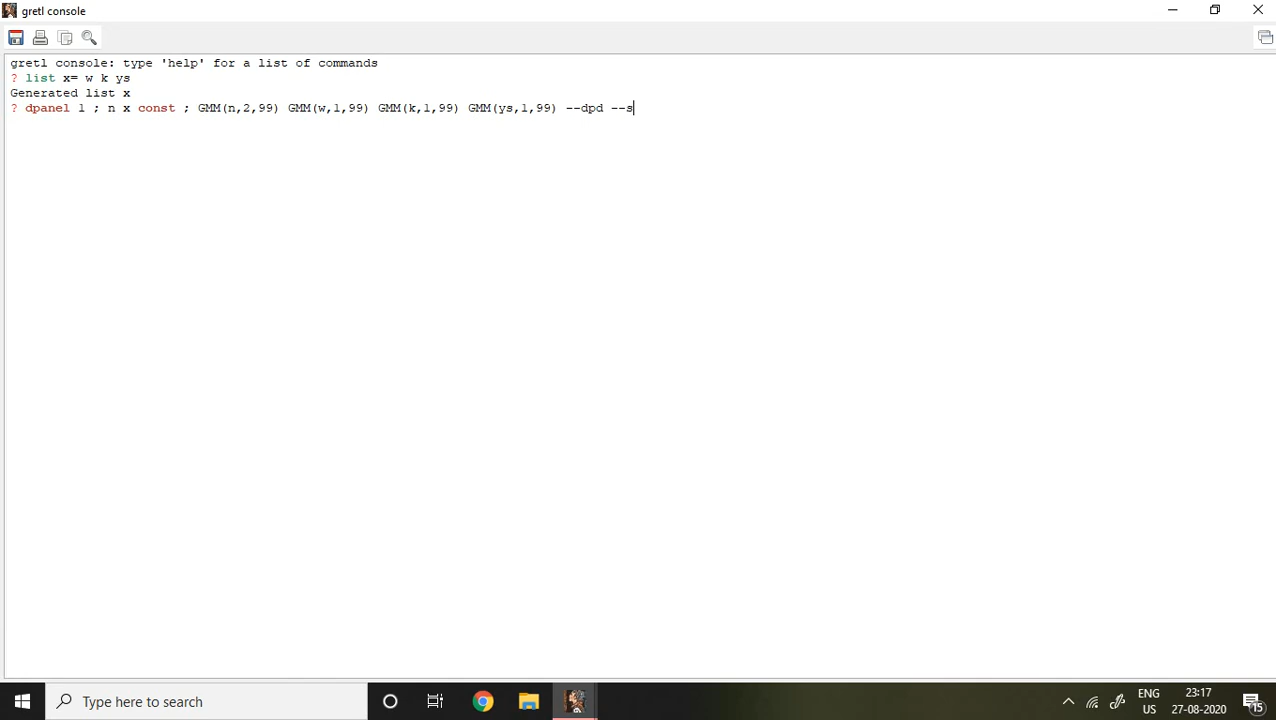 gretl console
gretl console: type 'help' for a list of commands
? list x= w k ys
Generated list x
? dpanel 1 ; n x const ; GMM(n,2,99) GMM(w,1,99) GMM(k,1,99) GMM(ys,1,99) --dpd --s
Type here to search
ENG
US
23:17
27-08-2020
15